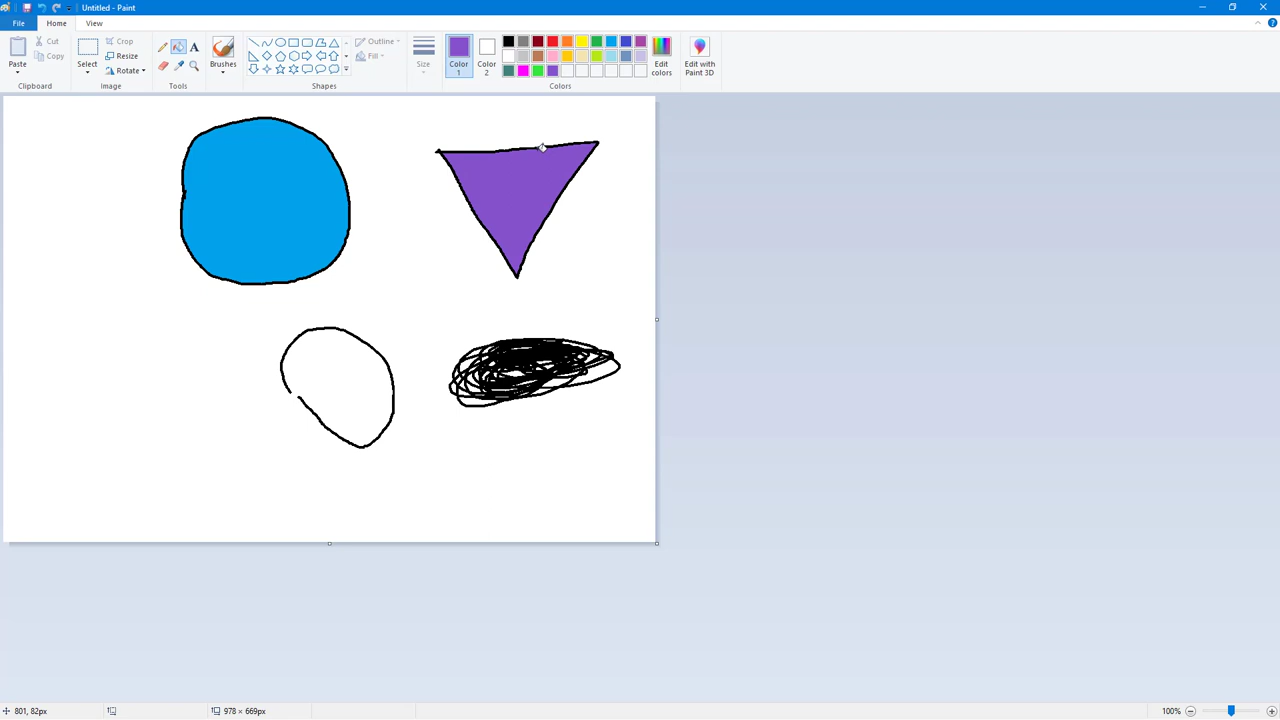 Untitled - Paint
File Home View
Paste
Cut
Copy
Clipboard
Select
Crop
Resize
Rotate
Image
A
Tools
Brushes
Outline
Fill
Shapes
Size
Color
1
Color
2
Edit
colors
Colors
Edit with
Paint 3D
801, 82px
978 × 669px
100%